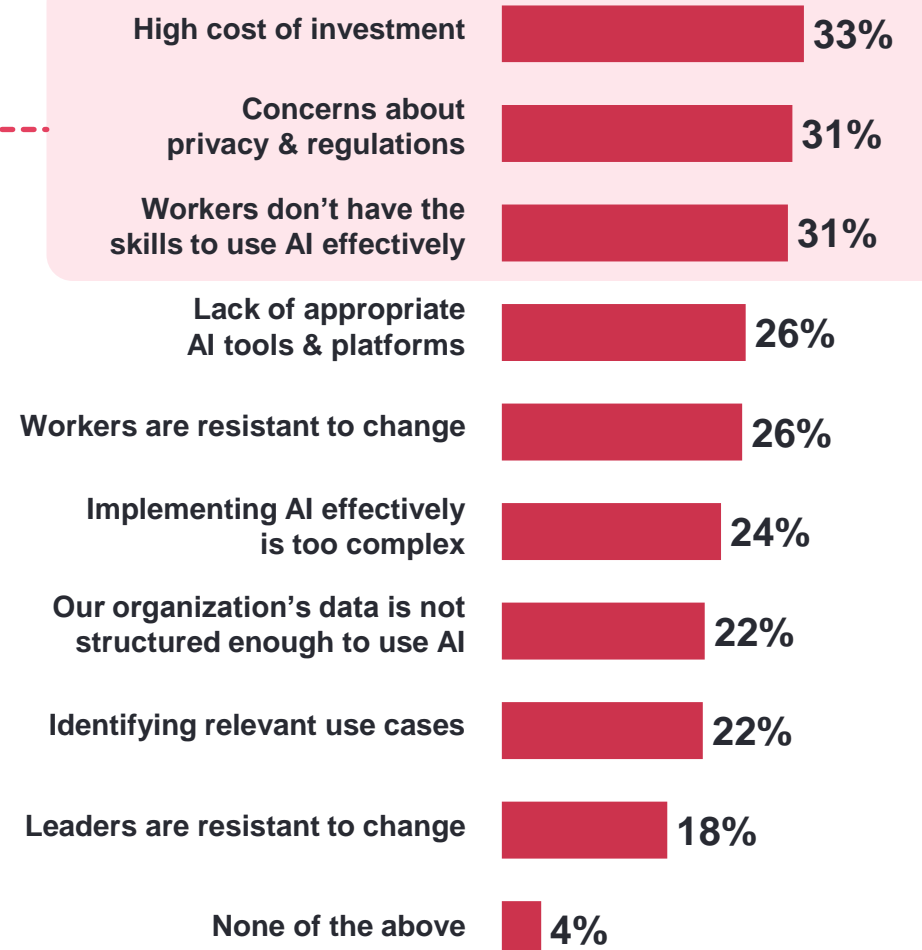 High cost of investment 33%
Concerns about
privacy & regulations 31%
Workers don’t have the
skills to use AI effectively 31%
Lack of appropriate
AI tools & platforms 26%
Workers are resistant to change 26%
Implementing AI effectively
is too complex 24%
Our organization’s data is not
structured enough to use AI 22%
Identifying relevant use cases 22%
Leaders are resistant to change 18%
None of the above 4%